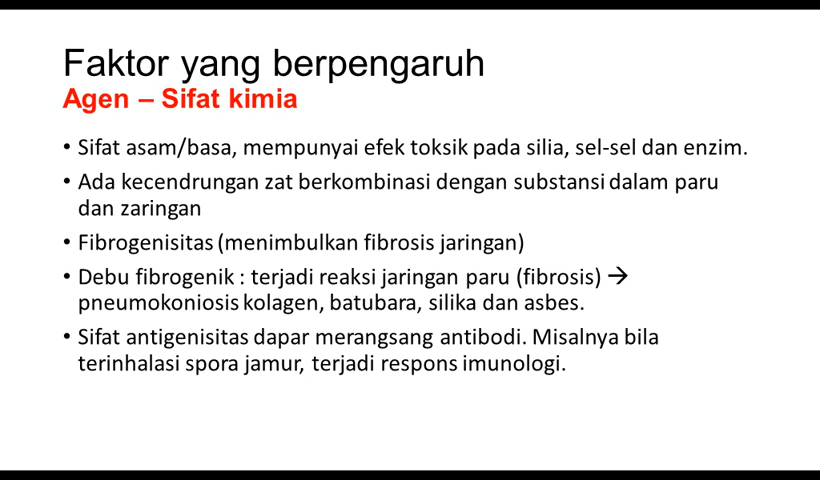 Faktor yang berpengaruh
Agen – Sifat kimia
• Sifat asam/basa, mempunyai efek toksik pada silia, sel-sel dan enzim.
• Ada kecendrungan zat berkombinasi dengan substansi dalam paru
dan zaringan
• Fibrogenisitas (menimbulkan fibrosis jaringan)
• Debu fibrogenik : terjadi reaksi jaringan paru (fibrosis) →
pneumokoniosis kolagen, batubara, silika dan asbes.
• Sifat antigenisitas dapar merangsang antibodi. Misalnya bila
terinhalasi spora jamur, terjadi respons imunologi.